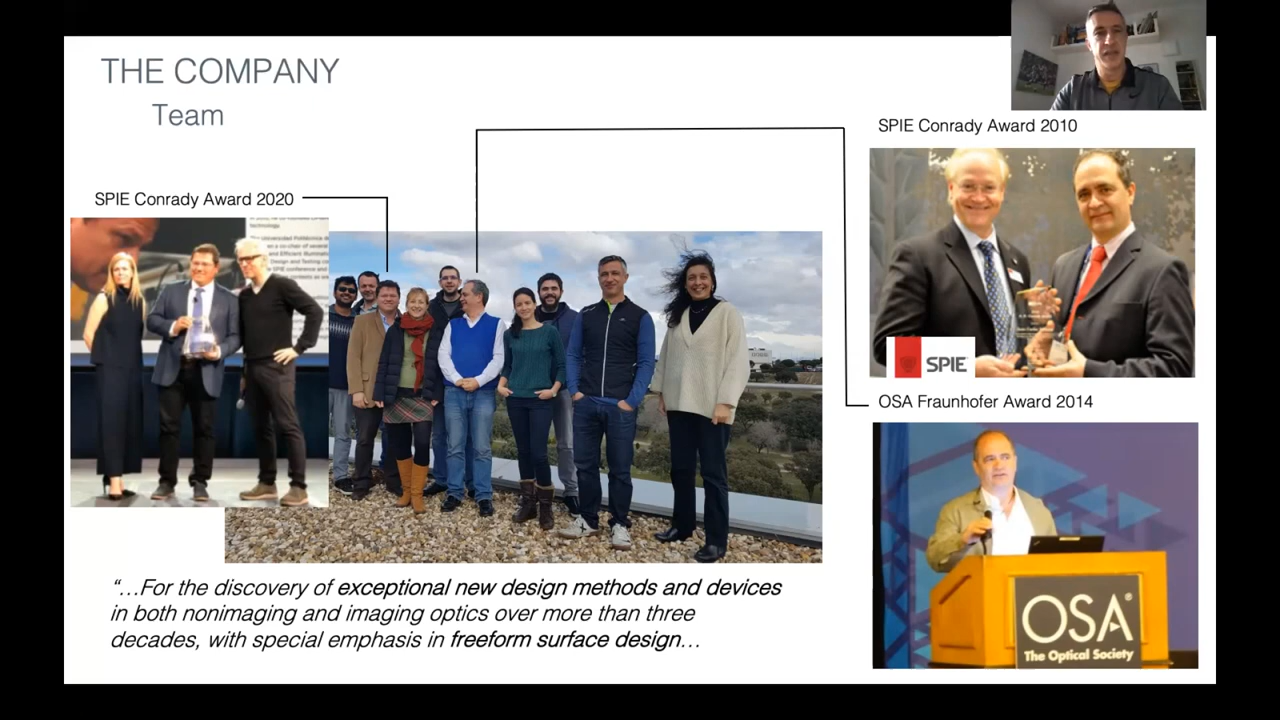 THE COMPANY
Team
SPIE Conrady Award 2020
technology.
SPIE Conrady Award 2010
SPIE
OSA Fraunhofer Award 2014
OSA®
The Optical Society
“…For the discovery of exceptional new design methods and devices
in both nonimaging and imaging optics over more than three
decades, with special emphasis in freeform surface design…